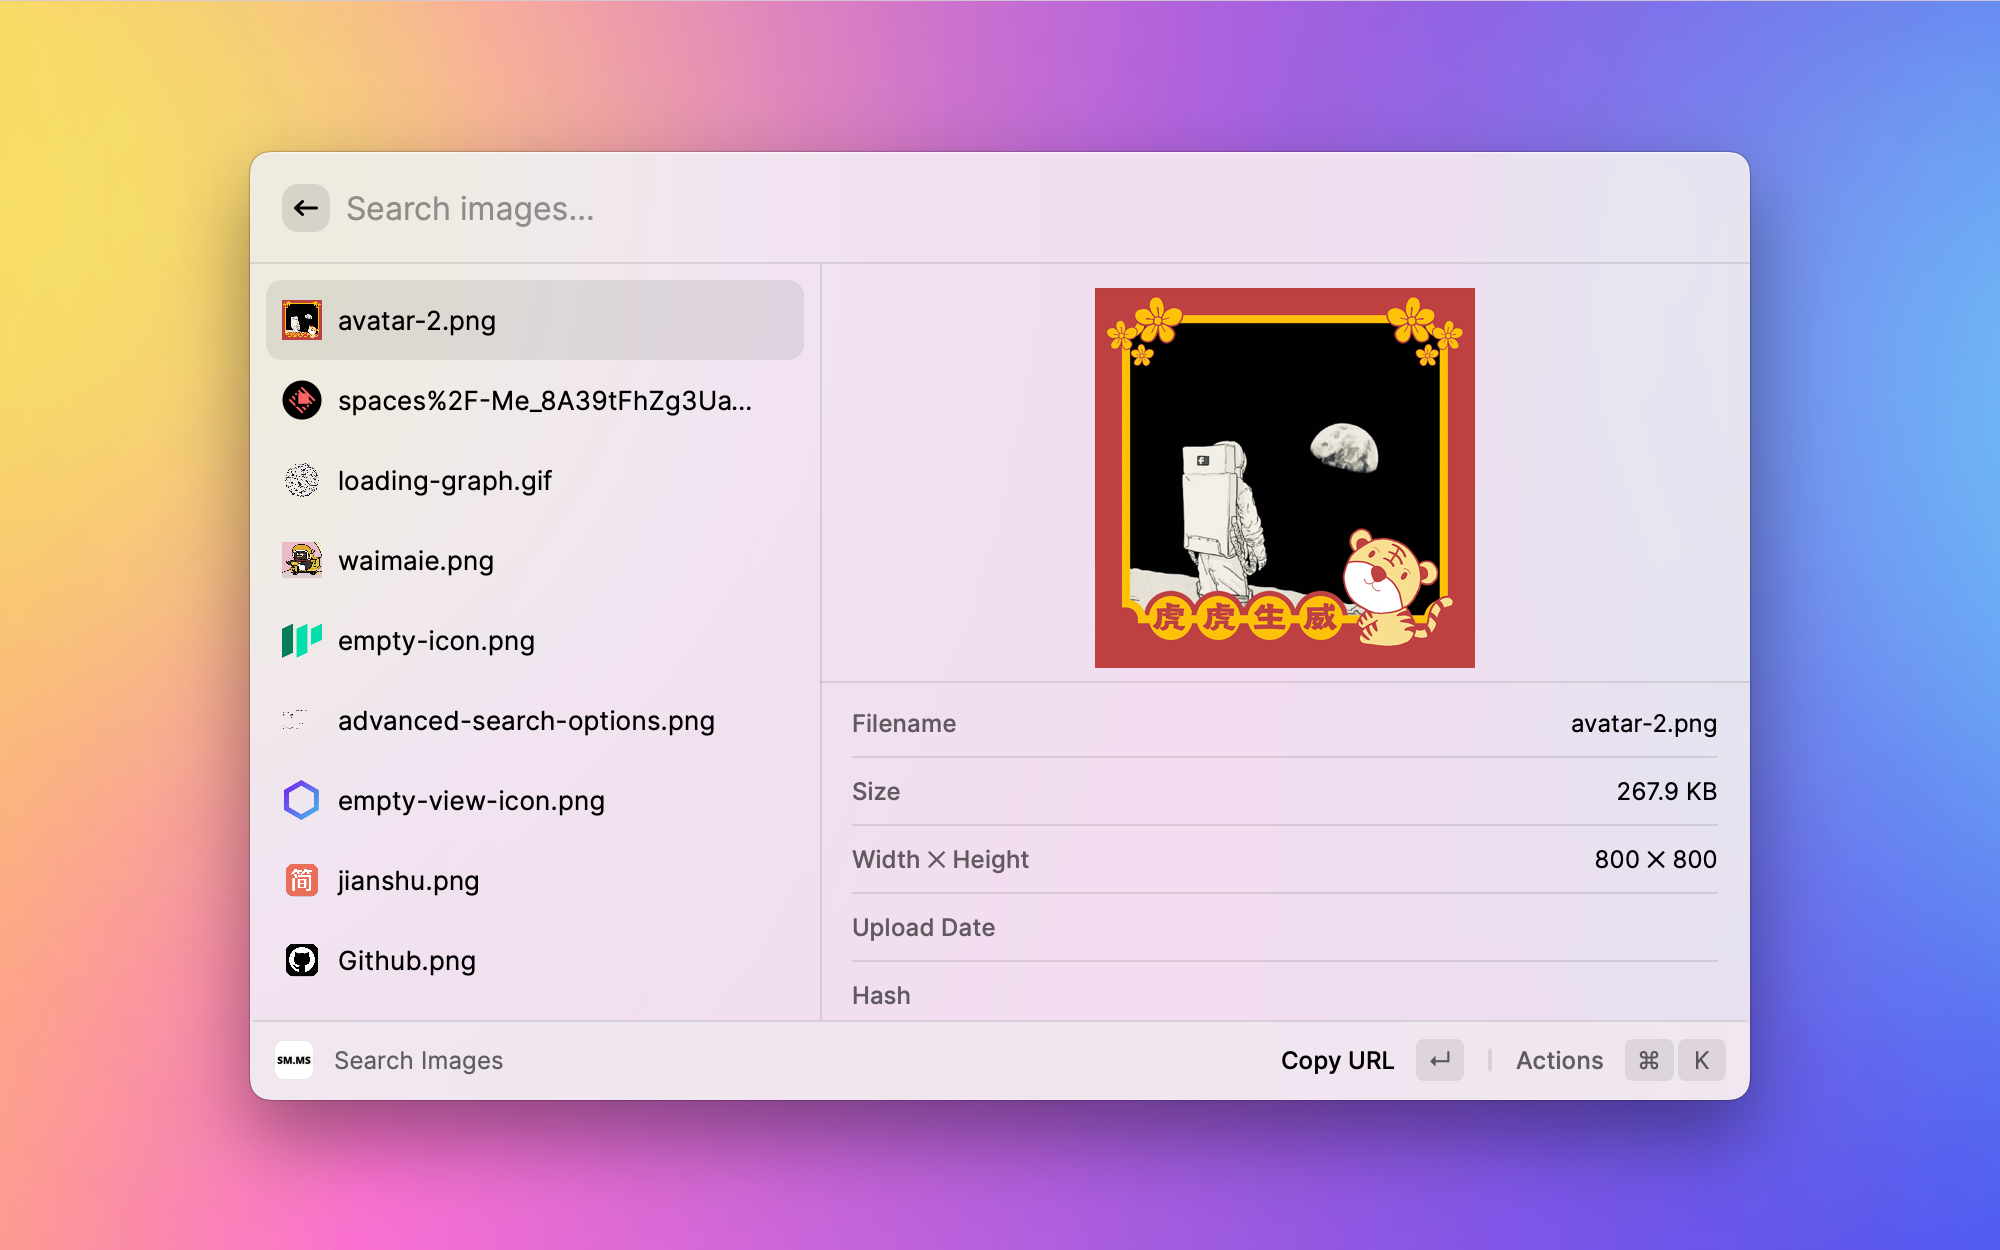 Search images...
avatar-2.png
spaces%2F-Me_8A39tFhZg3Ua...
loading-graph.gif
waimaie.png
empty-icon.png
advanced-search-options.png
empty-view-icon.png
简 jianshu.png
Github.png
虎虎生威
Filename avatar-2.png
Size 267.9 KB
Width × Height 800 × 800
Upload Date
Hash
SM.MS Search Images Copy URL ↵ Actions ⌘ K